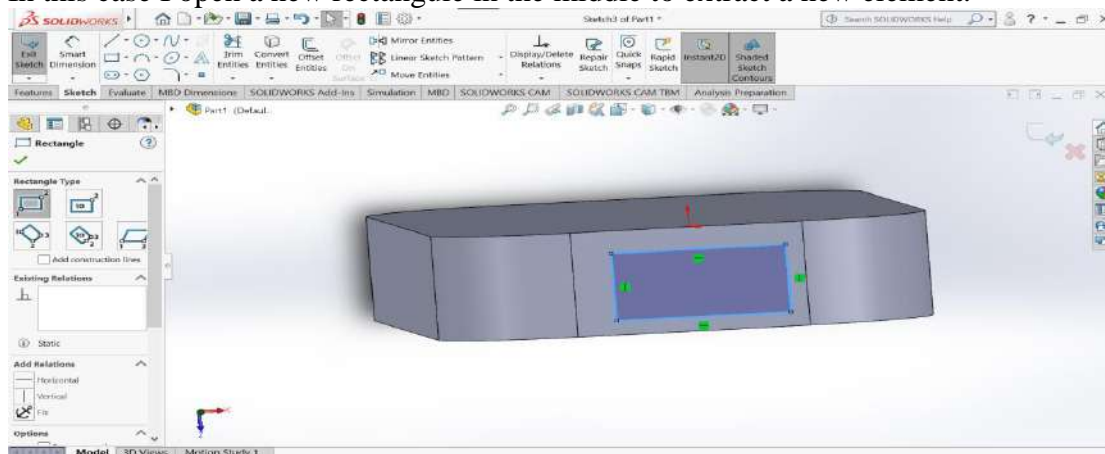 In this case I open a new rectangle in the middle to extract a new element.
SOLIDWORKS
Sketch3 of Part1 *
Search SOLIDWORKS Help
Exit Sketch
Smart Dimension
Trim Entities
Convert Entities
Offset Entities
Offset On Surface
Mirror Entities
Linear Sketch Pattern
Move Entities
Display/Delete Relations
Repair Sketch
Quick Snaps
Rapid Sketch
Instant2D
Shaded Sketch Contours
Features Sketch Evaluate MBD Dimensions SOLIDWORKS Add-Ins Simulation MBD SOLIDWORKS CAM SOLIDWORKS CAM TBM Analysis Preparation
Part1 (Defaul...
Rectangle
Rectangle Type
Add construction lines
Existing Relations
Static
Add Relations
Horizontal
Vertical
Fix
Options
Model 3D Views Motion Study 1